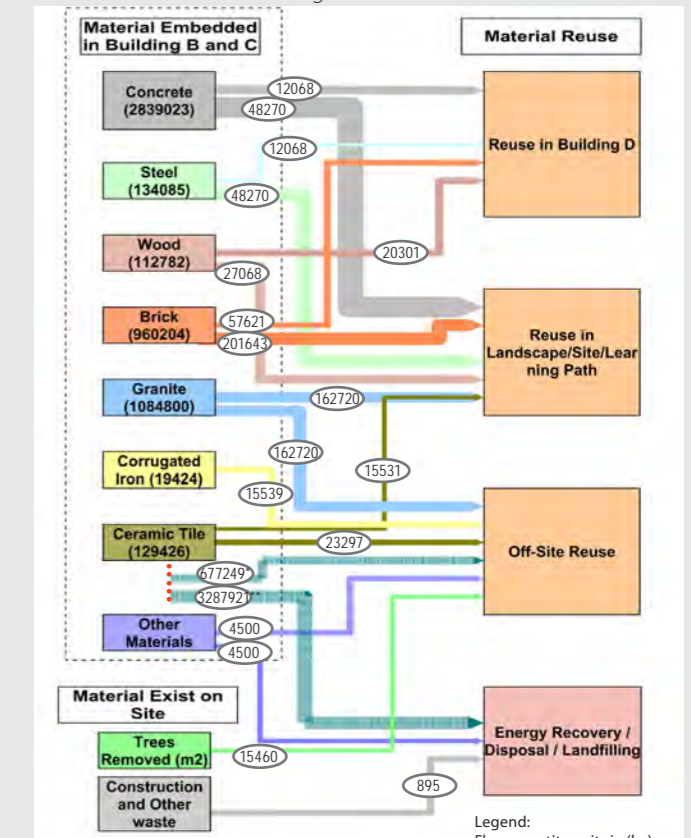 Material Embedded
in Building B and C
Material Reuse
Concrete
(2839023)
12068
48270
Reuse in Building D
12068
Steel
(134085)
48270
Wood
(112782)
20301
27068
Brick
(960204)
57621
201643
Reuse in
Landscape/Site/Lear
ning Path
Granite
(1084800)
162720
162720
Corrugated
Iron (19424)
15531
15539
Ceramic Tile
(129426)
23297
Off-Site Reuse
677249*
3287921**
Other
Materials
4500
4500
Material Exist on
Site
Trees
Removed (m2)
15460
Energy Recovery /
Disposal / Landfilling
Construction
and Other
waste
895
Legend: